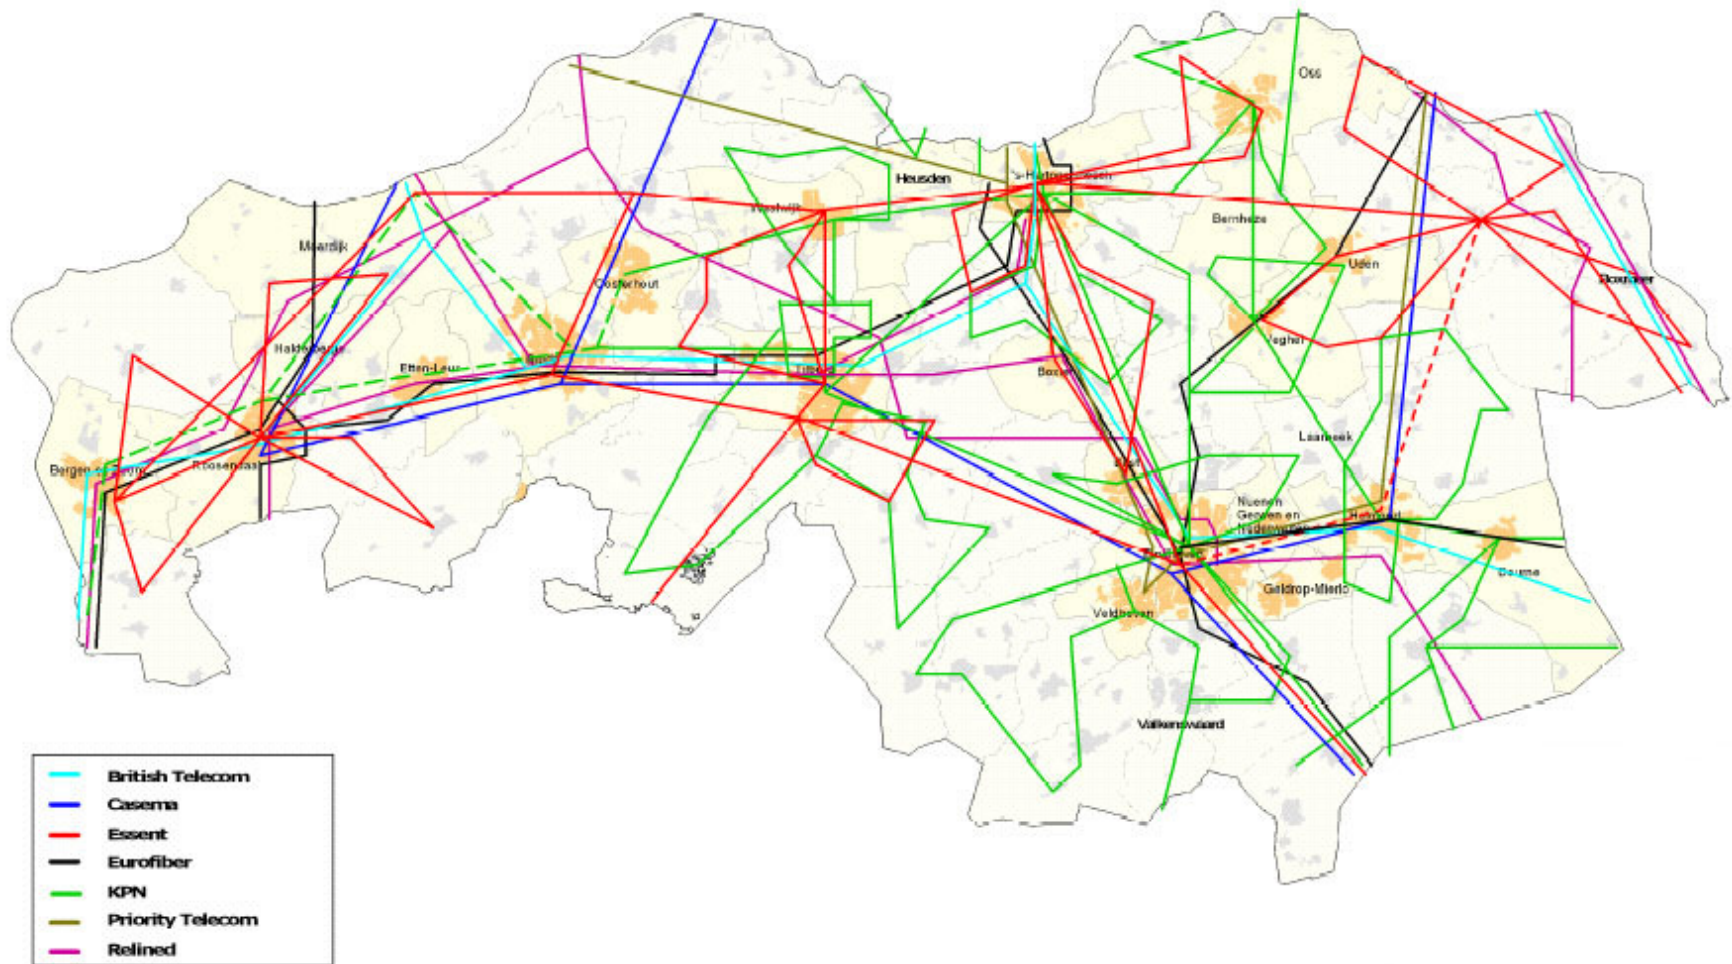 Oss
Heusden
Waalwijk
Bernheze
Moerdijk
Uden
Oosterhout
Boxmeer
Halderberge
Veghel
Etten-Leur
Tilburg
Boxtel
Laarbeek
Bergen op Zoom
Roosendaal
Best
Nuenen
Gerwen en
Nederwetten
Helmond
Eindhoven
Deurne
Geldrop-Mierlo
Veldhoven
Valkenswaard
British Telecom
Casema
Essent
Eurofiber
KPN
Priority Telecom
Relined